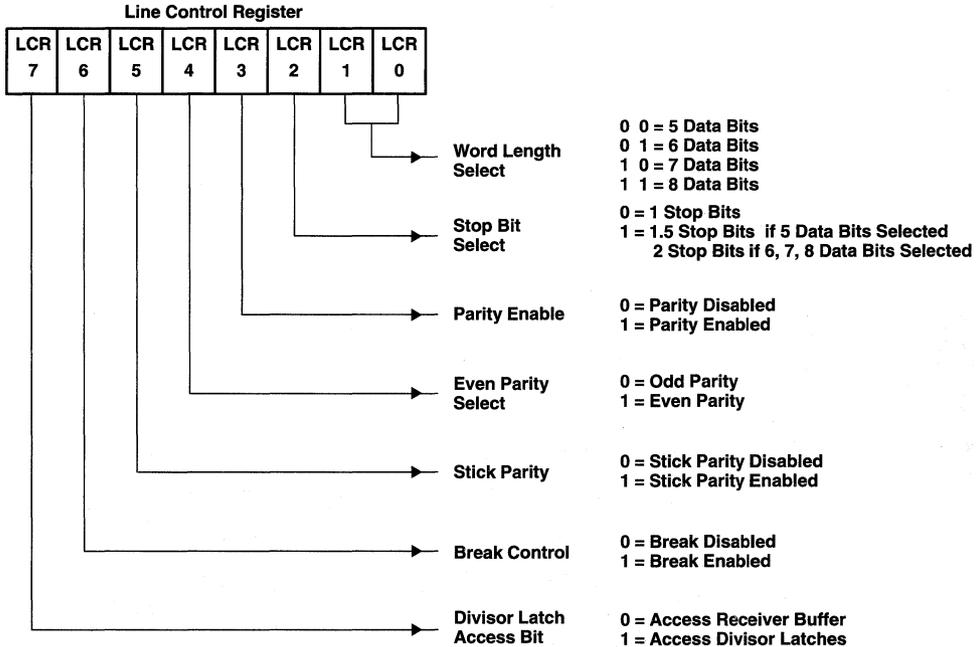 Line Control Register
LCR LCR LCR LCR LCR LCR LCR LCR
7 6 5 4 3 2 1 0
Word Length
Select
0 0 = 5 Data Bits
0 1 = 6 Data Bits
1 0 = 7 Data Bits
1 1 = 8 Data Bits
Stop Bit
Select
0 = 1 Stop Bits
1 = 1.5 Stop Bits if 5 Data Bits Selected
2 Stop Bits if 6, 7, 8 Data Bits Selected
Parity Enable
0 = Parity Disabled
1 = Parity Enabled
Even Parity
Select
0 = Odd Parity
1 = Even Parity
Stick Parity
0 = Stick Parity Disabled
1 = Stick Parity Enabled
Break Control
0 = Break Disabled
1 = Break Enabled
Divisor Latch
Access Bit
0 = Access Receiver Buffer
1 = Access Divisor Latches